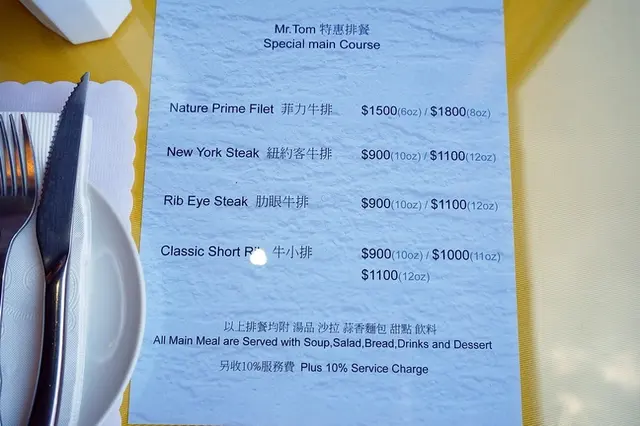 Mr.Tom 特惠排餐
Special main Course
Nature Prime Filet 菲力牛排 $1500(6oz) / $1800(8oz)
New York Steak 紐約客牛排 $900(10oz) / $1100(12oz)
Rib Eye Steak 肋眼牛排 $900(10oz) / $1100(12oz)
Classic Short 牛小排 $900(10oz) / $1000(11oz)
$1100(12oz)
以上排餐均附 湯品 沙拉 蒜香麵包 甜點 飲料
All Main Meal are Served with Soup,Salad,Bread,Drinks and Dessert
另收10%服務費 Plus 10% Service Charge